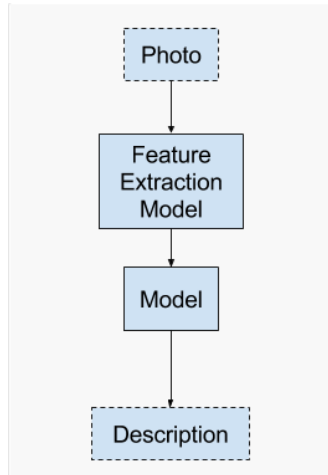 Photo
Feature
Extraction
Model
Model
Description